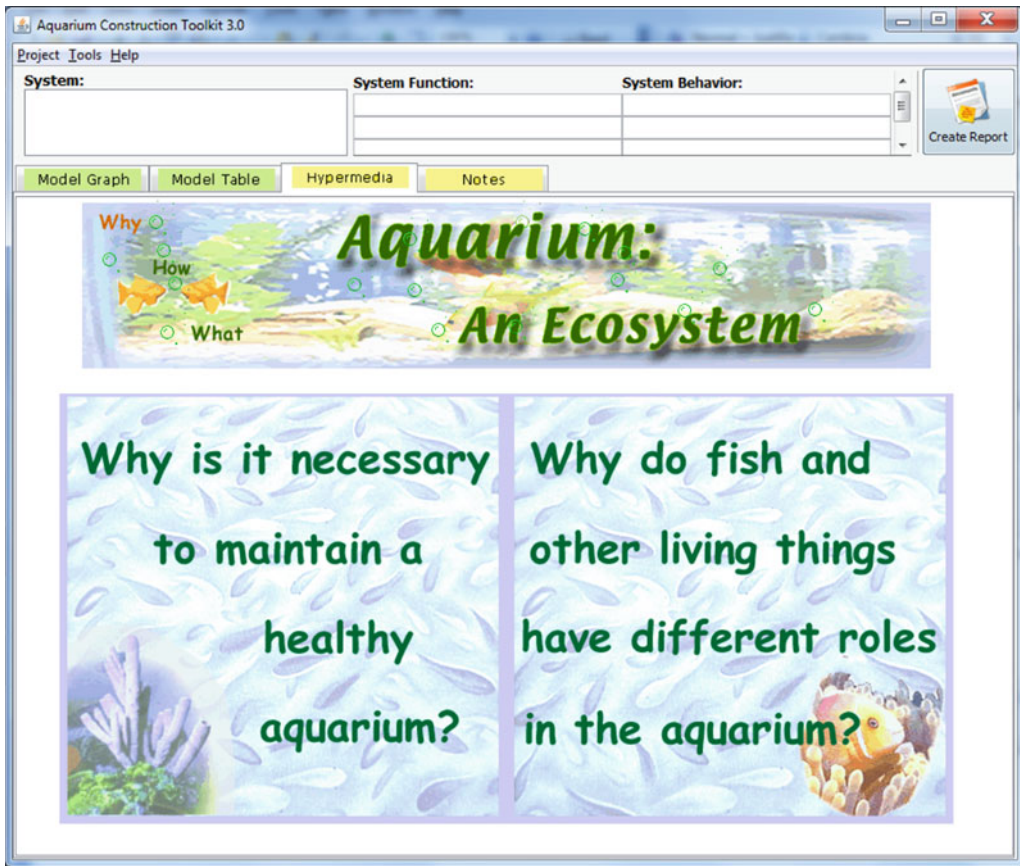 Aquarium Construction Toolkit 3.0
Project Tools Help
System:
System Function:
System Behavior:
Create Report
Model Graph
Model Table
Hypermedia
Notes
Why
How
What
Aquarium:
An Ecosystem
Why is it necessary
to maintain a
healthy
aquarium?
Why do fish and
other living things
have different roles
in the aquarium?